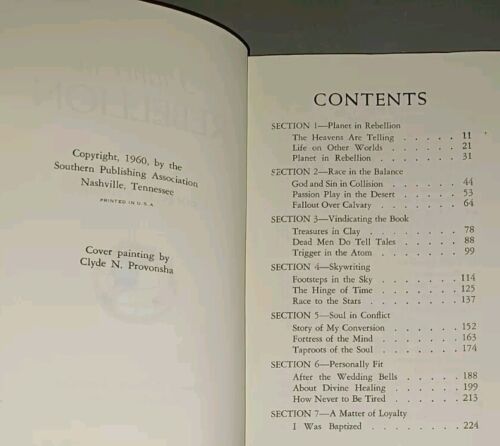 Copyright, 1960, by the
Southern Publishing Association
Nashville, Tennessee
PRINTED IN U.S.A.
Cover painting by
Clyde N. Provonsha
CONTENTS
SECTION 1—Planet in Rebellion
The Heavens Are Telling . . . . . . 11
Life on Other Worlds . . . . . . 21
Planet in Rebellion . . . . . . 31
SECTION 2—Race in the Balance
God and Sin in Collision . . . . . 44
Passion Play in the Desert . . . . . 53
Fallout Over Calvary . . . . . . 64
SECTION 3—Vindicating the Book
Treasures in Clay . . . . . . . 78
Dead Men Do Tell Tales . . . . . 88
Trigger in the Atom . . . . . . 99
SECTION 4—Skywriting
Footsteps in the Sky . . . . . . 114
The Hinge of Time . . . . . . 125
Race to the Stars . . . . . . . 137
SECTION 5—Soul in Conflict
Story of My Conversion . . . . . 152
Fortress of the Mind . . . . . . 163
Taproots of the Soul . . . . . . 174
SECTION 6—Personally Fit
After the Wedding Bells . . . . . 188
About Divine Healing . . . . . . 199
How Never to be Tired . . . . . 213
SECTION 7—A Matter of Loyalty
I Was Baptized . . . . . . . 224